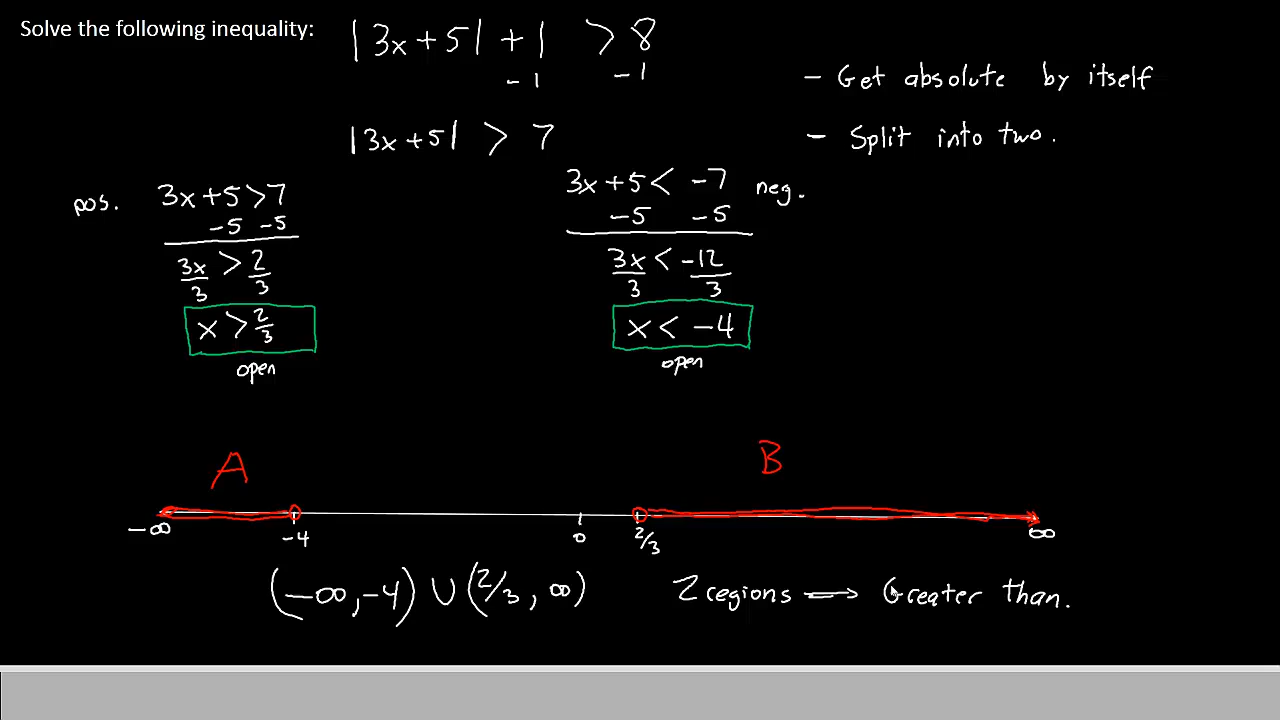 Solve the following inequality: |3x+5| + 1 > 8
-1 -1
- Get absolute by itself
|3x+5| > 7
- Split into two.
pos. 3x+5>7
-5 -5
3x/3 > 2/3
x > 2/3
open
3x+5 < -7 neg.
-5 -5
3x/3 < -12/3
x < -4
open
A B
-∞ -4 0 2/3 ∞
(-∞,-4) ∪ (2/3, ∞) 2 regions → Greater than.